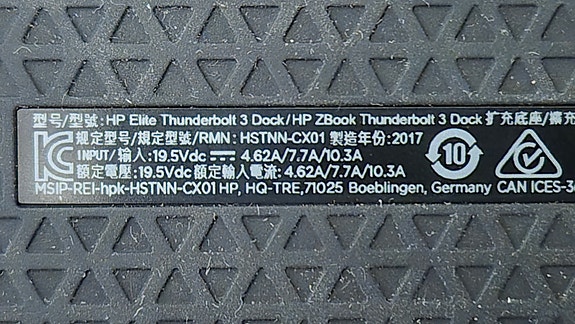 型号/型號: HP Elite Thunderbolt 3 Dock/HP ZBook Thunderbolt 3 Dock 扩充底座/擴充
规定型号/規定型號/RMN: HSTNN-CX01 製造年份:2017
INPUT/输入:19.5Vdc ⎓ 4.62A/7.7A/10.3A
額定電壓:19.5Vdc 額定輸入電流: 4.62A/7.7A/10.3A
MSIP-REI-hpk-HSTNN-CX01 HP, HQ-TRE,71025 Boeblingen, Germany CAN ICES-3
10